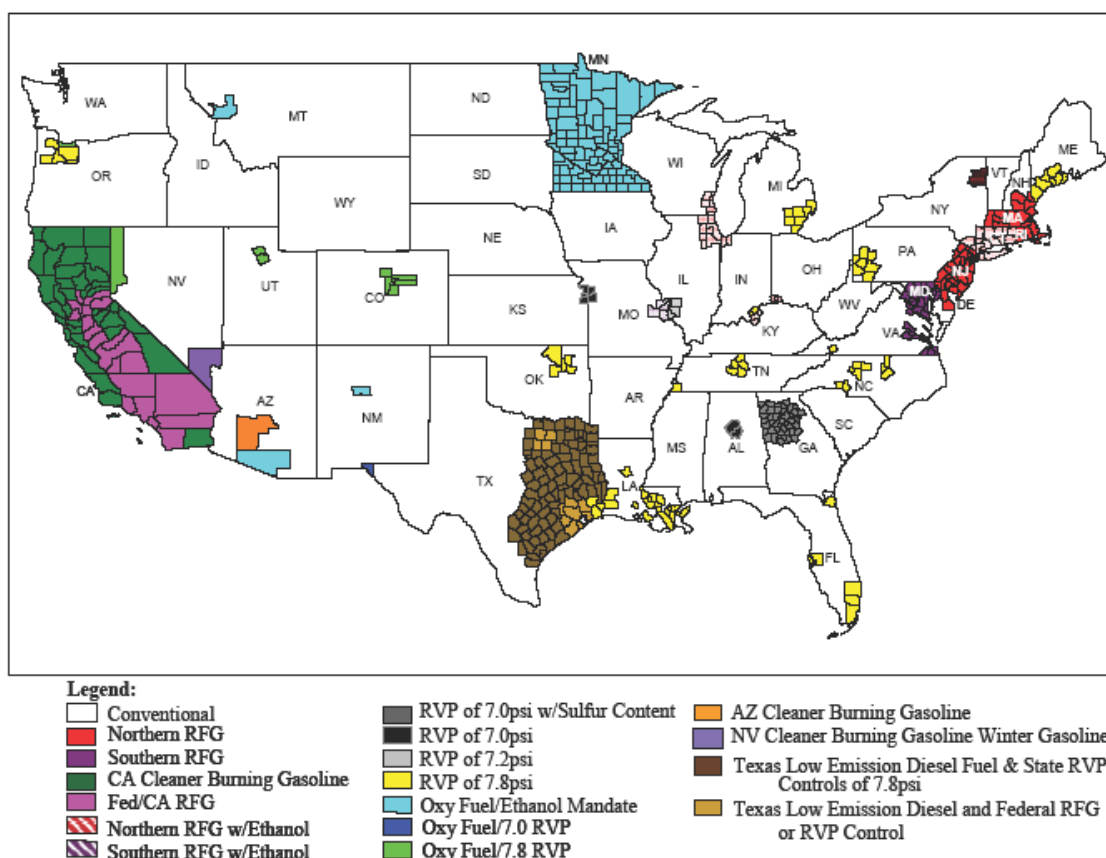 MN
WA
MT
ND
ME
OR
ID
SD
WI
MI
VT
NH
NY
MA
WY
RI
NE
IA
PA
NJ
NV
UT
CO
IL
IN
OH
MD
DE
KS
MO
WV
VA
KY
CA
OK
TN
NC
AZ
NM
AR
SC
MS
AL
GA
TX
LA
FL
Legend:
Conventional
Northern RFG
Southern RFG
CA Cleaner Burning Gasoline
Fed/CA RFG
Northern RFG w/Ethanol
Southern RFG w/Ethanol
RVP of 7.0psi w/Sulfur Content
RVP of 7.0psi
RVP of 7.2psi
RVP of 7.8psi
Oxy Fuel/Ethanol Mandate
Oxy Fuel/7.0 RVP
Oxy Fuel/7.8 RVP
AZ Cleaner Burning Gasoline
NV Cleaner Burning Gasoline Winter Gasoline
Texas Low Emission Diesel Fuel & State RVP
Controls of 7.8psi
Texas Low Emission Diesel and Federal RFG
or RVP Control